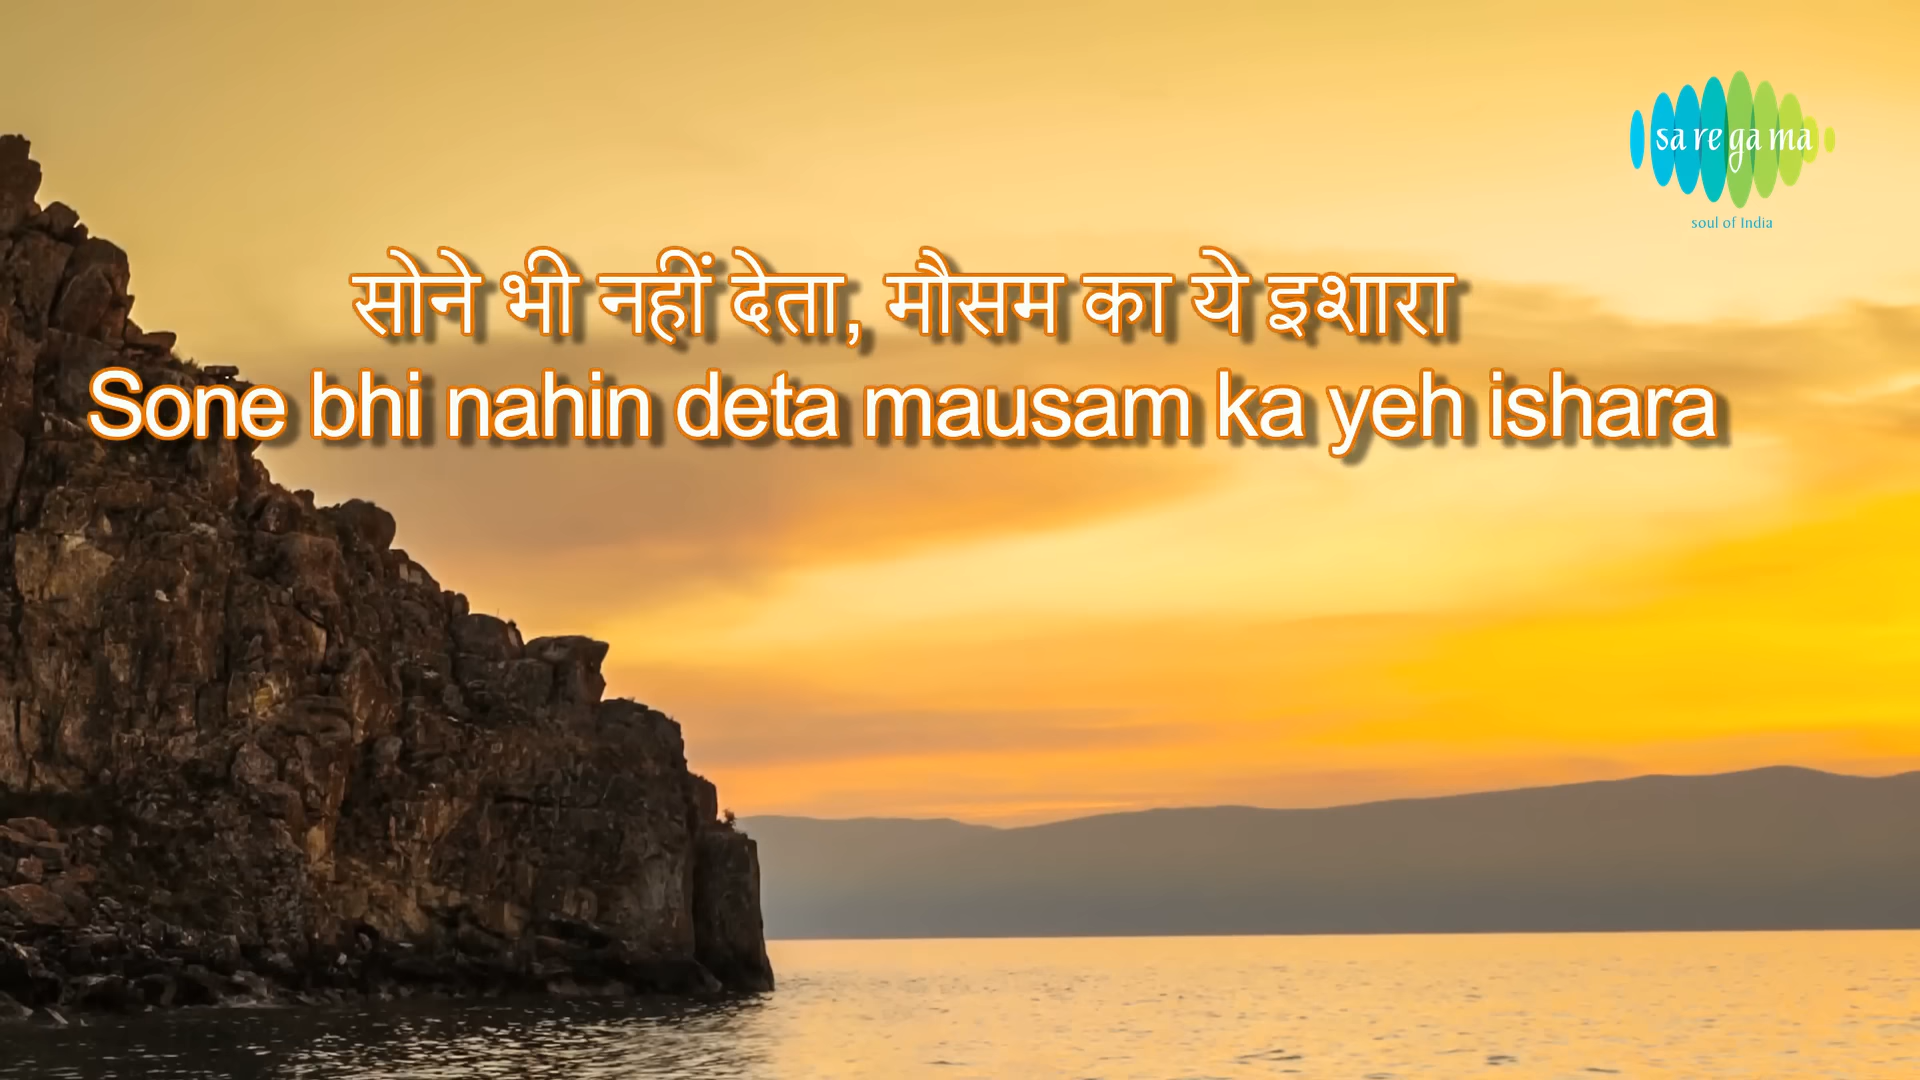 sa re ga ma
soul of India
सोने भी नहीं देता, मौसम का ये इशारा
Sone bhi nahin deta mausam ka yeh ishara